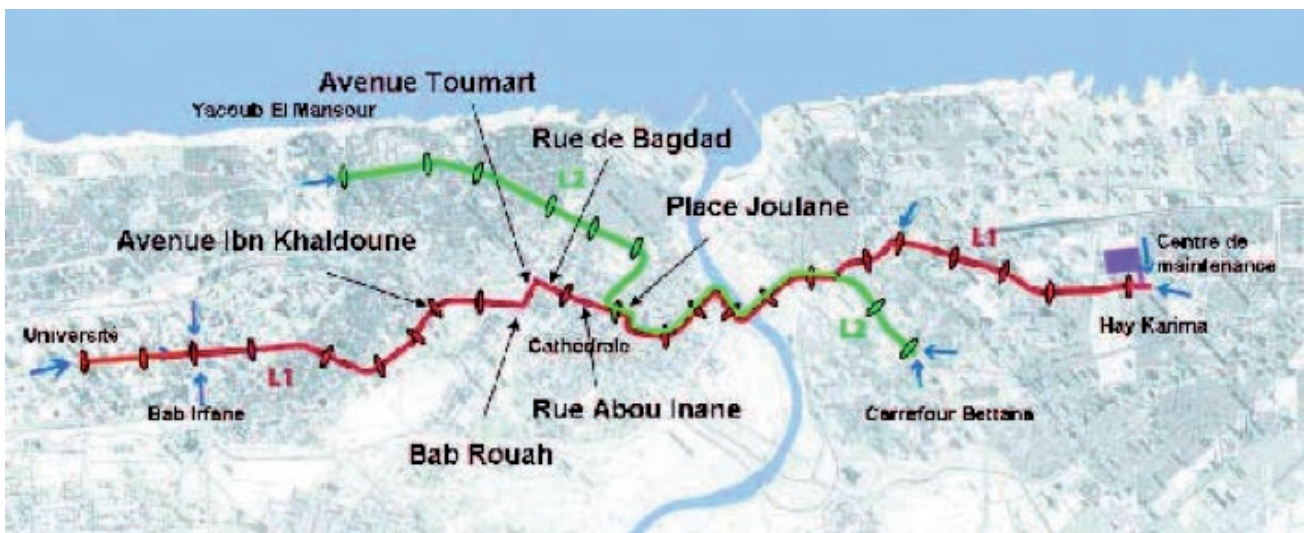 Avenue Toumart
Yacoub El Mansour
Rue de Bagdad
L2
Place Joulane
Avenue Ibn Khaldoune
L1
Centre de
maintenance
Université
Hay Karima
Cathedrale
L2
L1
Bab Irfane
Rue Abou Inane
Carrefour Bettana
Bab Rouah